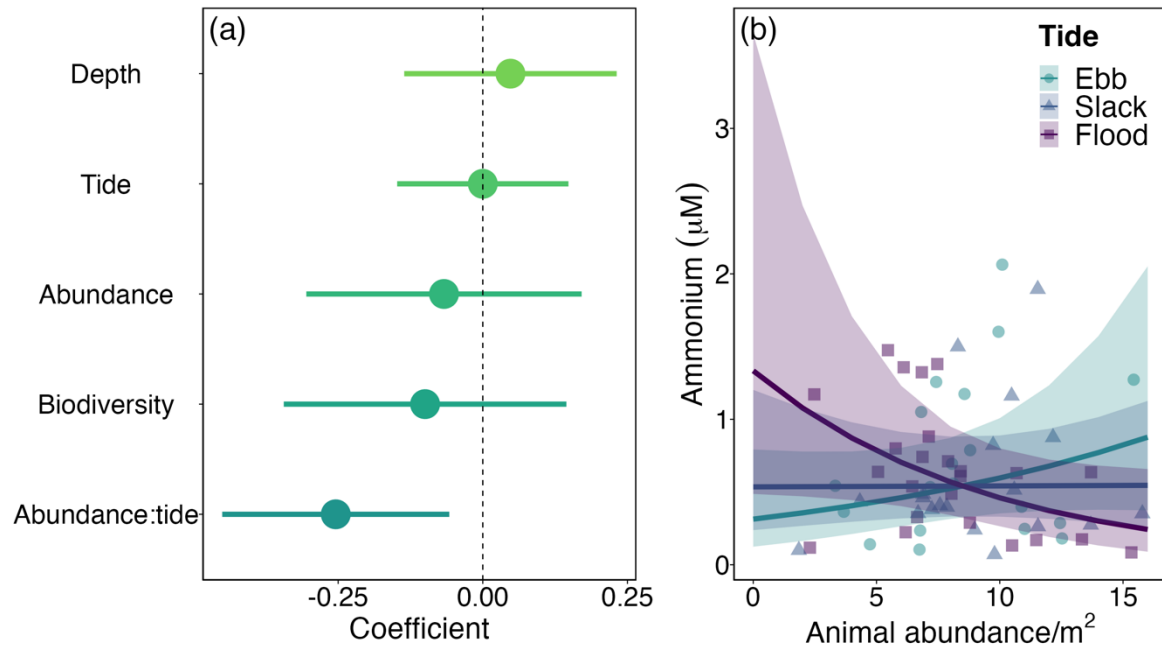 (a)
Depth
Tide
Abundance
Biodiversity
Abundance:tide
-0.25 0.00 0.25
Coefficient
(b)
Tide
Ebb
Slack
Flood
Ammonium (μM)
3
2
1
0
0 5 10 15
Animal abundance/m²